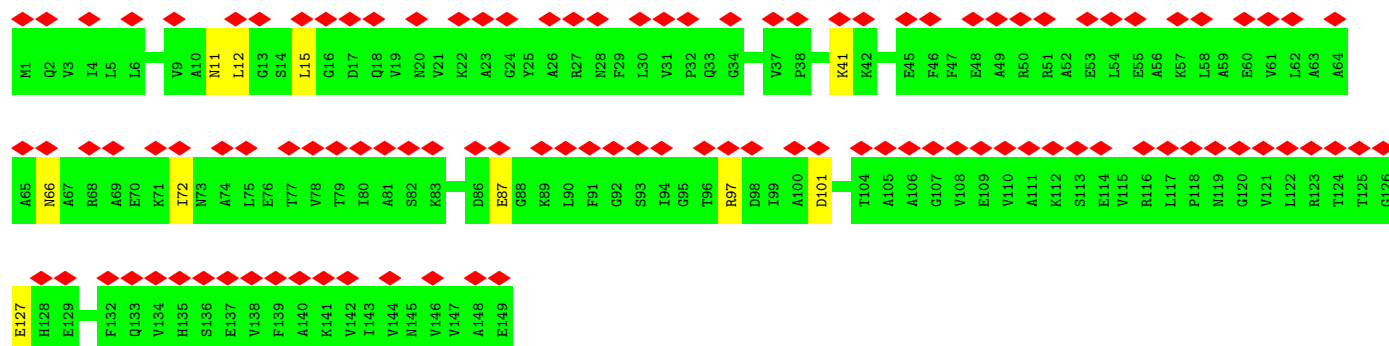 M1 Q2 V3 I4 L5 L6 V9 A10 N11 L12 G13 S14 L15 G16 D17 Q18 V19 N20 V21 K22 A23 G24 Y25 A26 R27 N28 F29 L30 V31 P32 Q33 G34 V37 P38 K41 K42 E45 F46 F47 E48 A49 R50 R51 A52 E53 L54 E55 A56 K57 L58 A59 E60 V61 L62 A63 A64
A65 N66 A67 R68 A69 E70 K71 I72 N73 A74 L75 E76 T77 V78 T79 I80 A81 S82 K83 D86 E87 G88 K89 L90 F91 G92 S93 I94 G95 T96 R97 D98 I99 A100 D101 T104 A105 A106 G107 V108 E109 V110 A111 K112 S113 E114 V115 R116 L117 P118 N119 G120 V121 L122 R123 T124 T125 G126
E127 H128 E129 F132 Q133 V134 H135 S136 E137 V138 F139 A140 K141 V142 I143 V144 N145 V146 V147 A148 E149